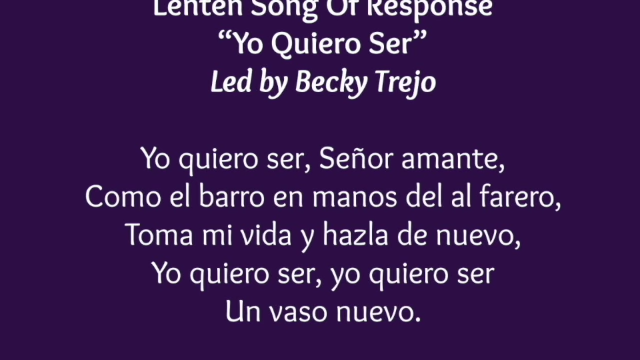 Lenten Song Of Response
“Yo Quiero Ser”
Led by Becky Trejo
Yo quiero ser, Señor amante,
Como el barro en manos del al farero,
Toma mi vida y hazla de nuevo,
Yo quiero ser, yo quiero ser
Un vaso nuevo.